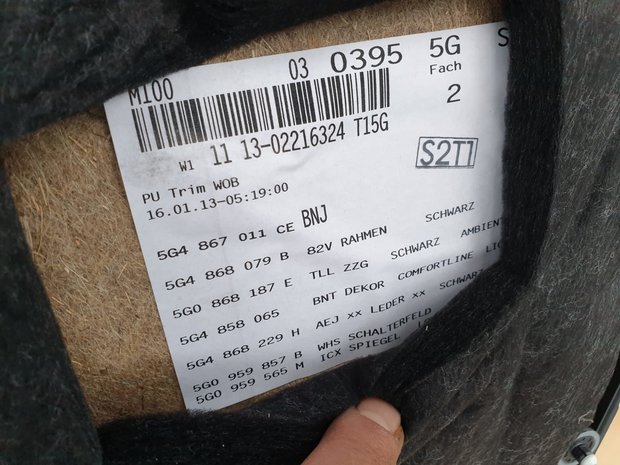 M100 03 0395 5G S
Fach
2
W1 11 13-02216324 T15G
S2T1
PU Trim WOB
16.01.13-05:19:00
5G4 867 011 CE BNJ
5G4 868 079 B 82V RAHMEN SCHWARZ
5G0 868 187 E TLL ZZG SCHWARZ AMBIENT
5G4 858 065 BNT DEKOR COMFORTLINE LIC
5G4 868 229 H AEJ xx LEDER xx SCHWARZ
5G0 959 857 B WHS SCHALTERFELD
5G0 959 565 M ICX SPIEGEL